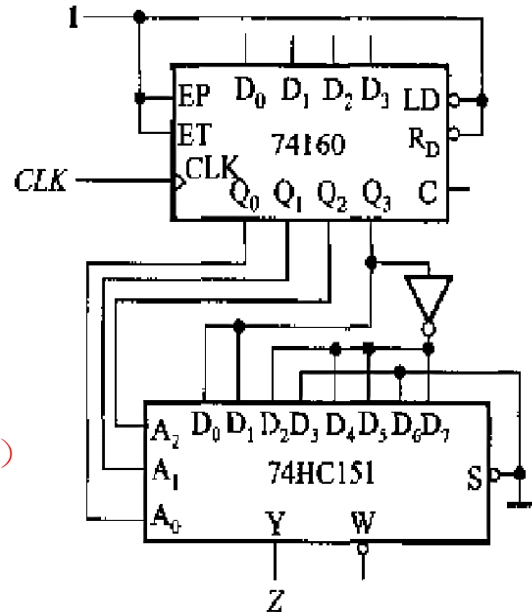 1
EP D₀ D₁ D₂ D₃ LD
ET 74160 R_D
CLK CLK
Q₀ Q₁ Q₂ Q₃ C
A₂ D₀ D₁ D₂ D₃ D₄ D₅ D₆ D₇
)
A₁ 74HC151 S
A₀ Y W
Z